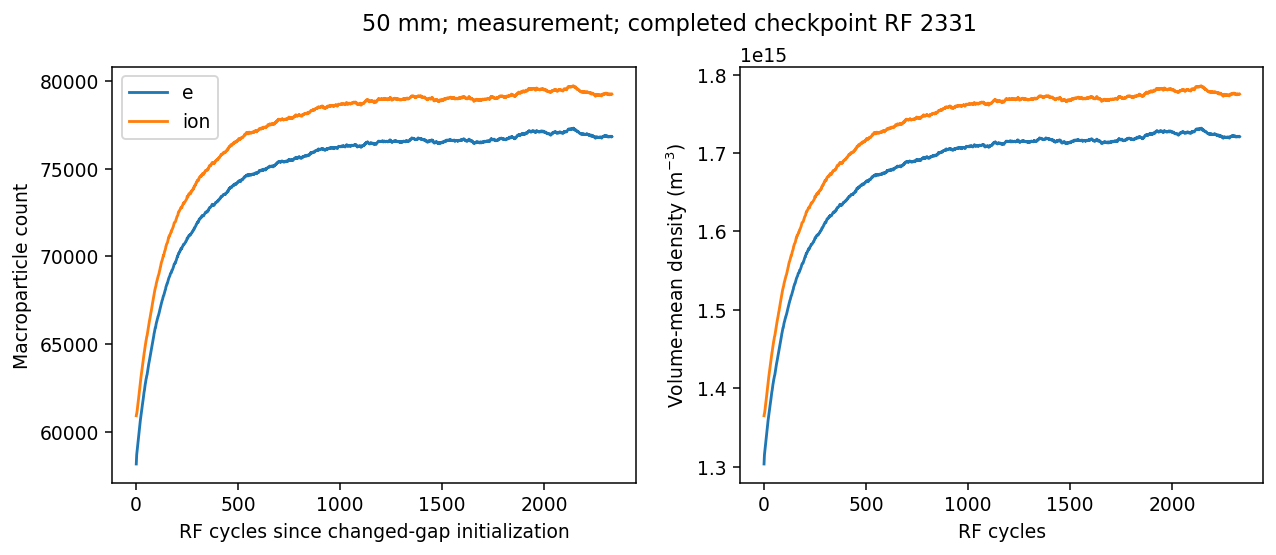 50 mm; measurement; completed checkpoint RF 2331
80000
75000
70000
65000
60000
Macroparticle count
e
ion
0 500 1000 1500 2000
RF cycles since changed-gap initialization
1e15
1.8
1.7
1.6
1.5
1.4
1.3
Volume-mean density (m⁻³)
0 500 1000 1500 2000
RF cycles